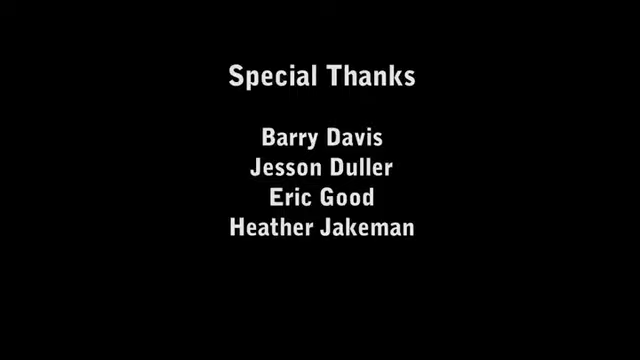 Special Thanks
Barry Davis
Jesson Duller
Eric Good
Heather Jakeman